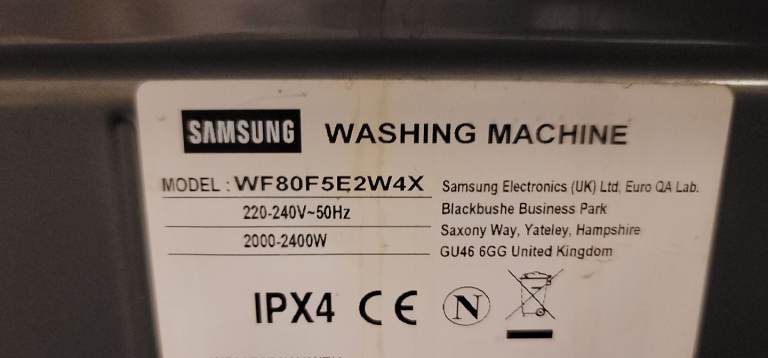 SAMSUNG WASHING MACHINE
MODEL : WF80F5E2W4X
220-240V~50Hz
2000-2400W
Samsung Electronics (UK) Ltd, Euro QA Lab.
Blackbushe Business Park
Saxony Way, Yateley, Hampshire
GU46 6GG United Kingdom
IPX4 CE N